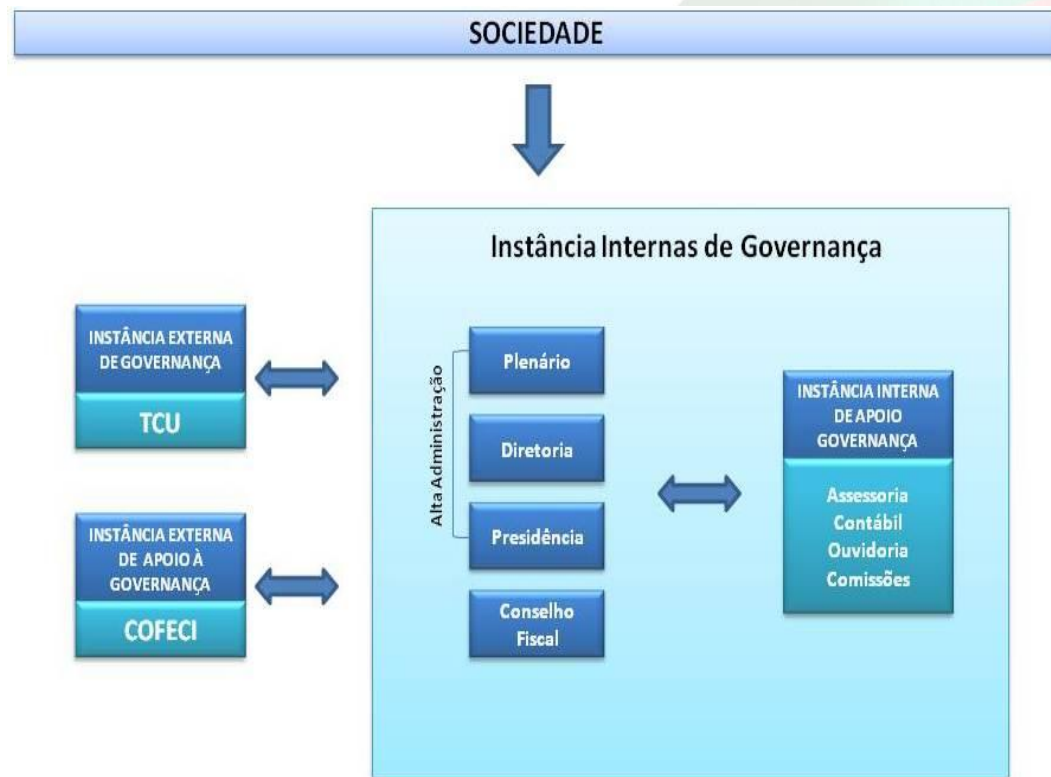 SOCIEDADE
Instância Internas de Governança
INSTÂNCIA EXTERNA
DE GOVERNANÇA
TCU
INSTÂNCIA EXTERNA
DE APOIO À
GOVERNANÇA
COFECI
Alta Administração
Plenário
Diretoria
Presidência
Conselho
Fiscal
INSTÂNCIA INTERNA
DE APOIO
GOVERNANÇA
Assessoria
Contábil
Ouvidoria
Comissões